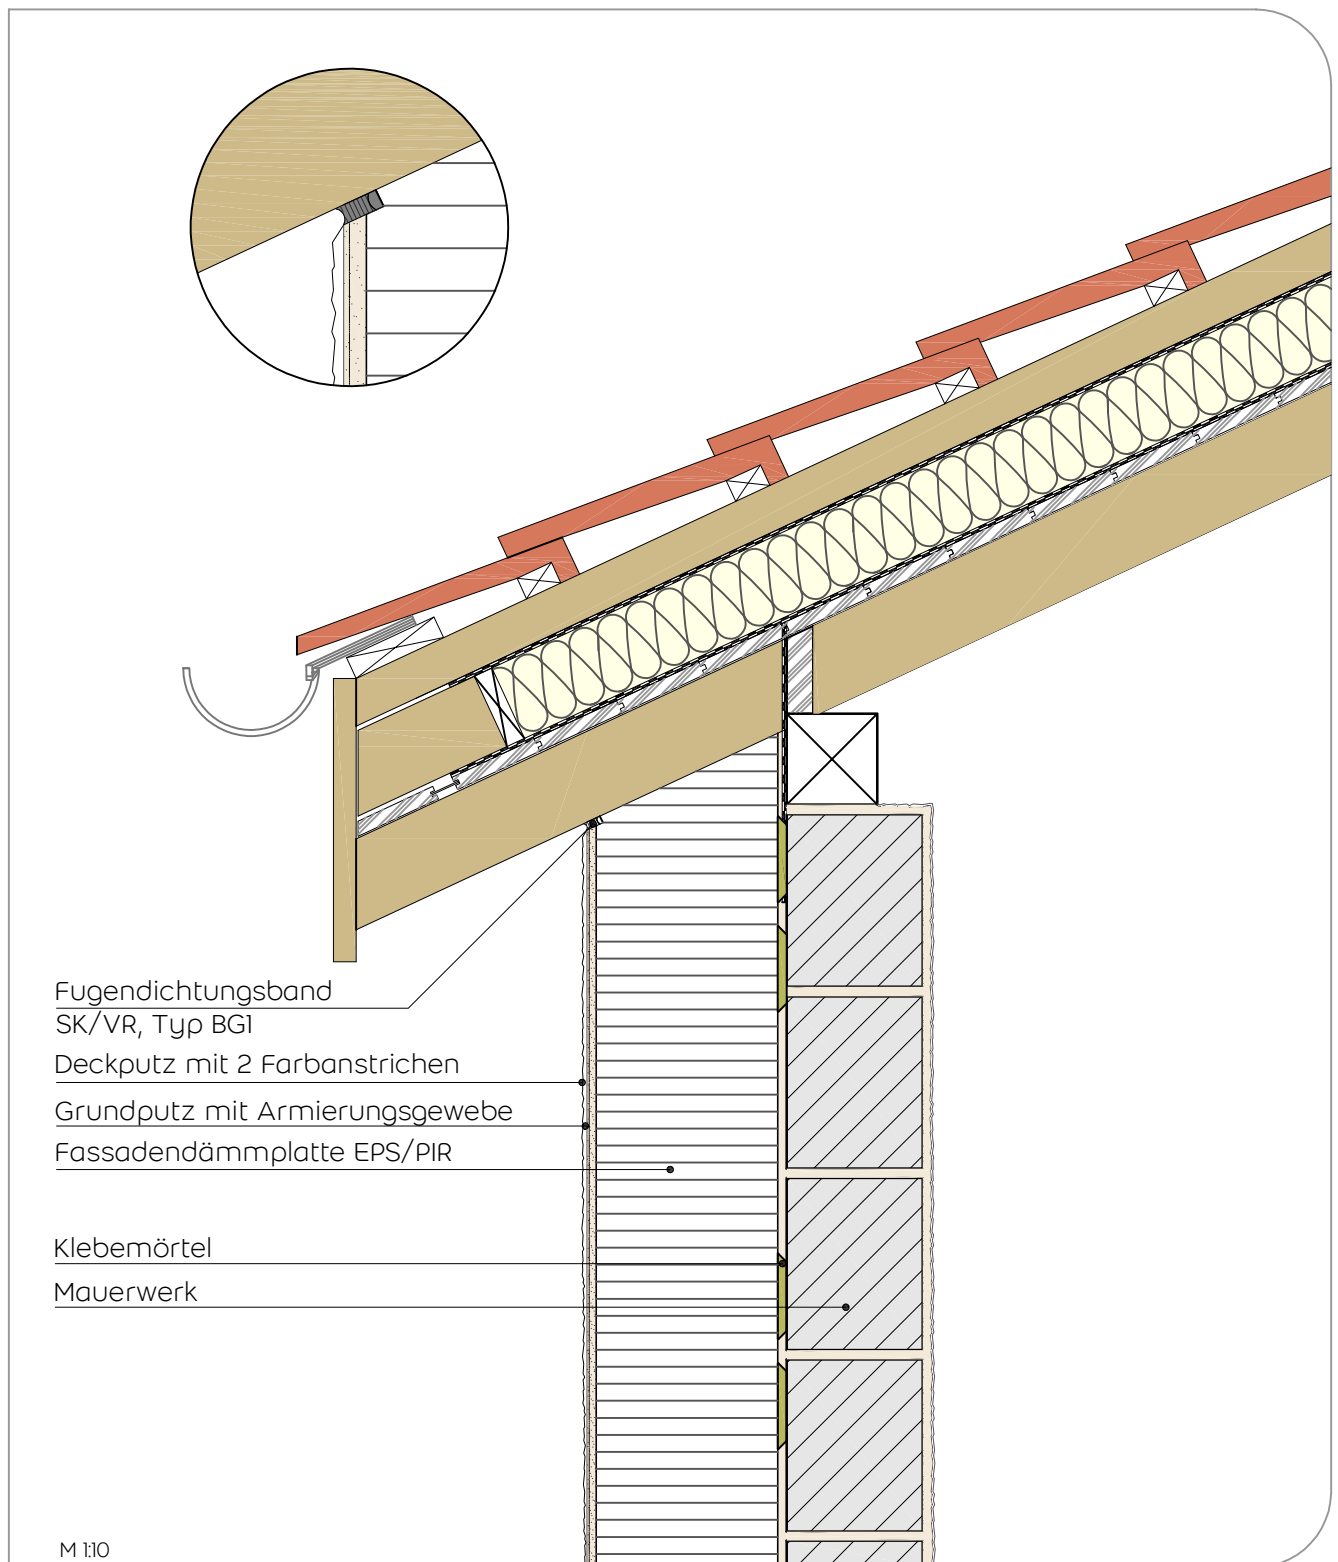 Fugendichtungsband
SK/VR, Typ BG1
Deckputz mit 2 Farbanstrichen
Grundputz mit Armierungsgewebe
Fassadendämmplatte EPS/PIR
Klebemörtel
Mauerwerk
M 1:10